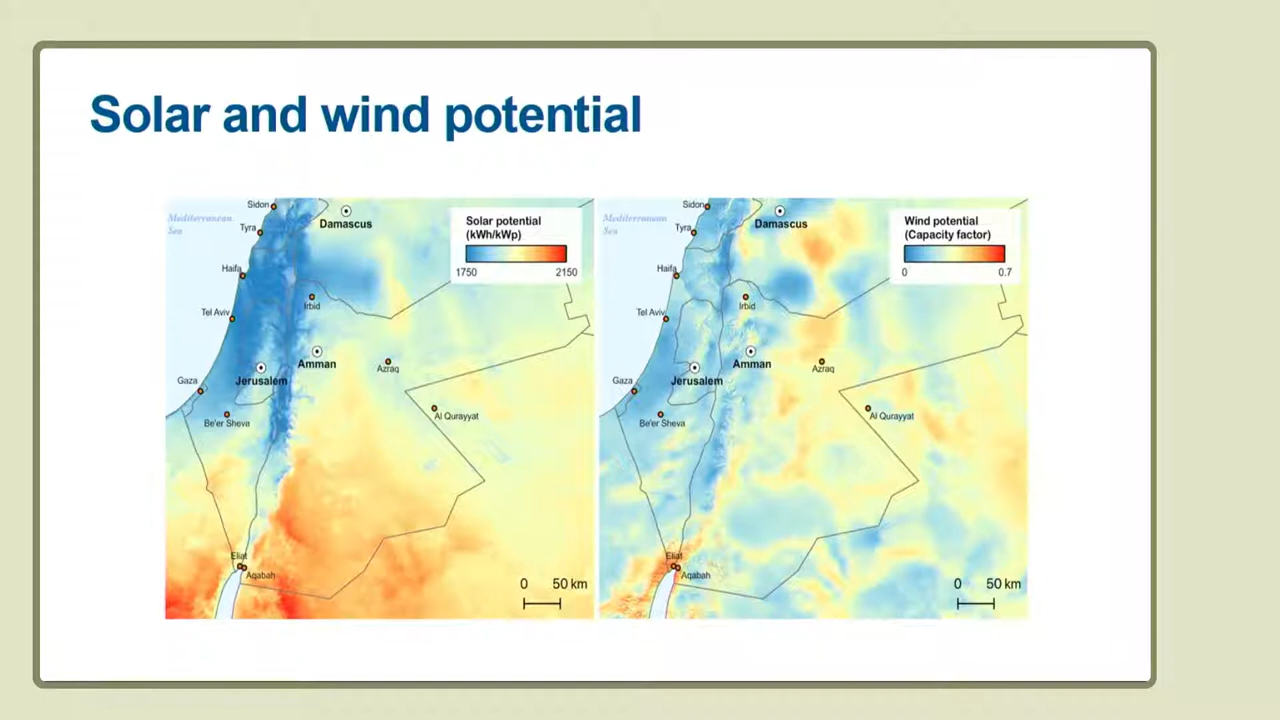 Solar and wind potential
Sidon
Mediterranean
Sea
Damascus
Tyra
Solar potential
(kWh/kWp)
1750
2150
Haifa
Irbid
Tel Aviv
Amman
Azraq
Gaza
Jerusalem
Al Qurayyat
Be'er Sheva
Eliat
Aqabah
0
50 km
Sidon
Mediterranean
Sea
Damascus
Tyra
Wind potential
(Capacity factor)
0
0.7
Haifa
Irbid
Tel Aviv
Amman
Azraq
Gaza
Jerusalem
Al Qurayyat
Be'er Sheva
Eliat
Aqabah
0
50 km